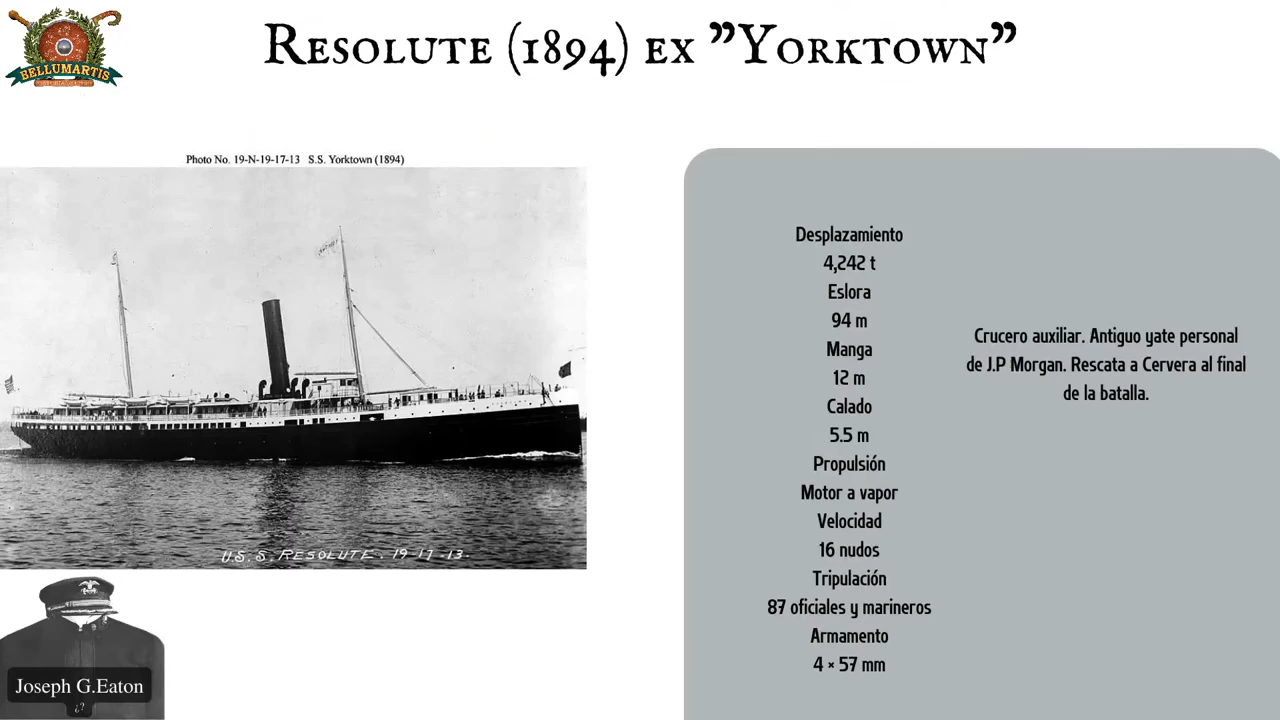 BELLUMARTIS
Resolute (1894) ex ”Yorktown”
Photo No. 19-N-19-17-13 S.S. Yorktown (1894)
U.S.S. RESOLUTE. 19-17-13.
Joseph G.Eaton
¿?
Desplazamiento
4,242 t
Eslora
94 m
Manga
12 m
Calado
5.5 m
Propulsión
Motor a vapor
Velocidad
16 nudos
Tripulación
87 oficiales y marineros
Armamento
4 × 57 mm
Crucero auxiliar. Antiguo yate personal
de J.P Morgan. Rescata a Cervera al final
de la batalla.